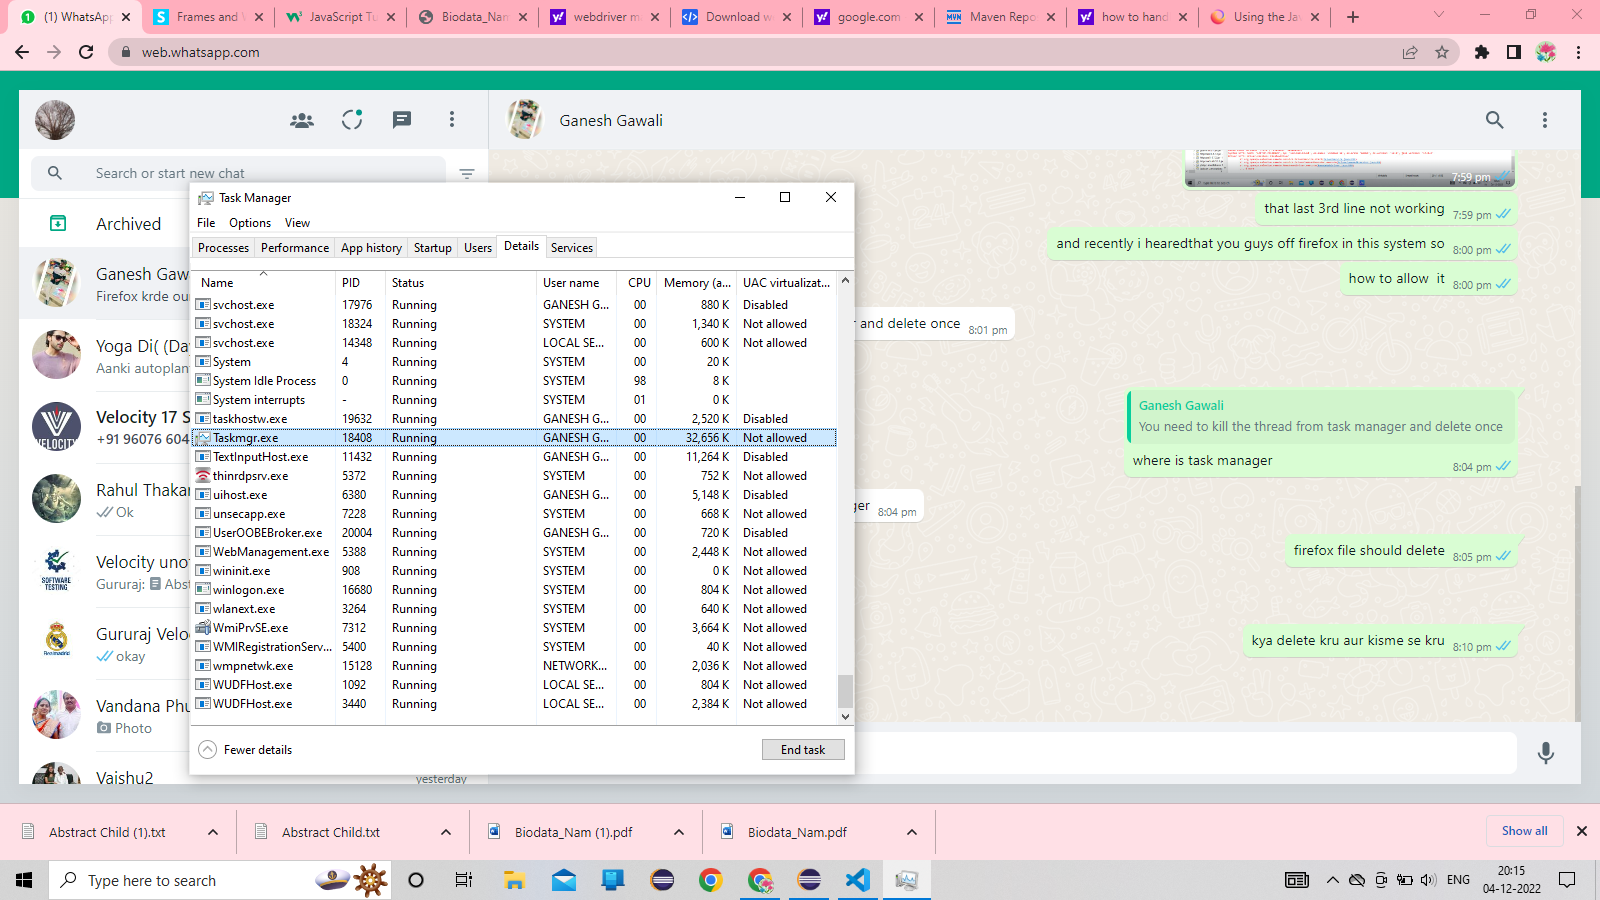 (1) WhatsApp
Frames and
JavaScript Tu
Biodata_Nam
webdriver m
Download w
google.com
Maven Repo
how to hand
Using the Ja
web.whatsapp.com
Ganesh Gawali
Search or start new chat
Archived
Ganesh Gaw
Firefox krde ou
Yoga Di( (Da
Aanki autoplan
Velocity 17 S
+91 96076 604
Rahul Thakar
Ok
Velocity uno
Gururaj: Abst
Gururaj Velo
okay
Vandana Phu
Photo
Vaishu2
yesterday
VELOCITY
SOFTWARE
TESTING
Task Manager
File Options View
Processes Performance App history Startup Users Details Services
Name PID Status User name CPU Memory (a... UAC virtualizat...
svchost.exe 17976 Running GANESH G... 00 880 K Disabled
svchost.exe 18324 Running SYSTEM 00 1,340 K Not allowed
svchost.exe 14348 Running LOCAL SE... 00 600 K Not allowed
System 4 Running SYSTEM 00 20 K
System Idle Process 0 Running SYSTEM 98 8 K
System interrupts - Running SYSTEM 01 0 K
taskhostw.exe 19632 Running GANESH G... 00 2,520 K Disabled
Taskmgr.exe 18408 Running GANESH G... 00 32,656 K Not allowed
TextInputHost.exe 11432 Running GANESH G... 00 11,264 K Disabled
thinrdpsrv.exe 5372 Running SYSTEM 00 752 K Not allowed
uihost.exe 6380 Running GANESH G... 00 5,148 K Disabled
unsecapp.exe 7228 Running SYSTEM 00 668 K Not allowed
UserOOBEBroker.exe 20004 Running GANESH G... 00 720 K Disabled
WebManagement.exe 5388 Running SYSTEM 00 2,448 K Not allowed
wininit.exe 908 Running SYSTEM 00 0 K Not allowed
winlogon.exe 16680 Running SYSTEM 00 804 K Not allowed
wlanext.exe 3264 Running SYSTEM 00 640 K Not allowed
WmiPrvSE.exe 7312 Running SYSTEM 00 3,664 K Not allowed
WMIRegistrationServ... 5400 Running SYSTEM 00 40 K Not allowed
wmpnetwk.exe 15128 Running NETWORK... 00 2,036 K Not allowed
WUDFHost.exe 1092 Running LOCAL SE... 00 804 K Not allowed
WUDFHost.exe 3440 Running LOCAL SE... 00 2,384 K Not allowed
Fewer details End task
7:59 pm
that last 3rd line not working 7:59 pm
and recently i hearedthat you guys off firefox in this system so 8:00 pm
how to allow it 8:00 pm
and delete once 8:01 pm
Ganesh Gawali
You need to kill the thread from task manager and delete once
where is task manager 8:04 pm
ger 8:04 pm
firefox file should delete 8:05 pm
kya delete kru aur kisme se kru 8:10 pm
Abstract Child (1).txt
Abstract Child.txt
Biodata_Nam (1).pdf
Biodata_Nam.pdf
Show all
Type here to search
ENG
20:15
04-12-2022